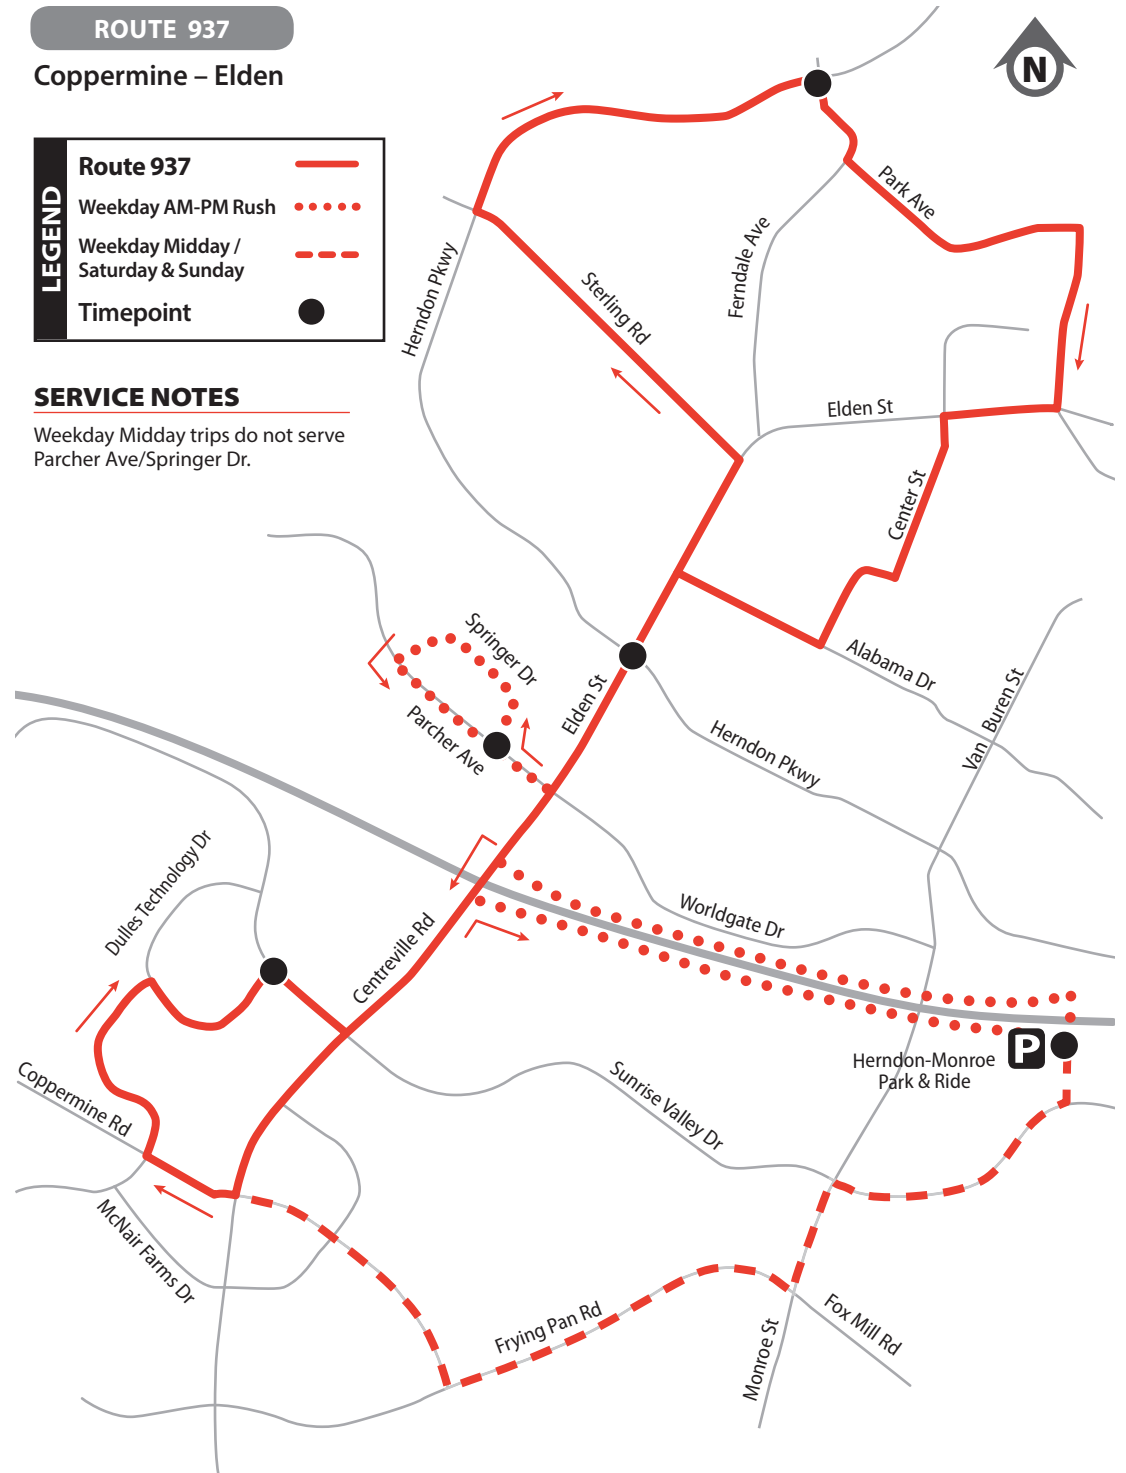 ROUTE 937
Coppermine – Elden
N
LEGEND
Route 937
Weekday AM-PM Rush
Weekday Midday /
Saturday & Sunday
Timepoint
SERVICE NOTES
Weekday Midday trips do not serve
Parcher Ave/Springer Dr.
Park Ave
Ferndale Ave
Herndon Pkwy
Sterling Rd
Elden St
Center St
Springer Dr
Alabama Dr
Elden St
Van Buren St
Parcher Ave
Herndon Pkwy
Dulles Technology Dr
Worldgate Dr
Centreville Rd
P
Herndon-Monroe
Park & Ride
Coppermine Rd
Sunrise Valley Dr
McNair Farms Dr
Frying Pan Rd
Fox Mill Rd
Monroe St